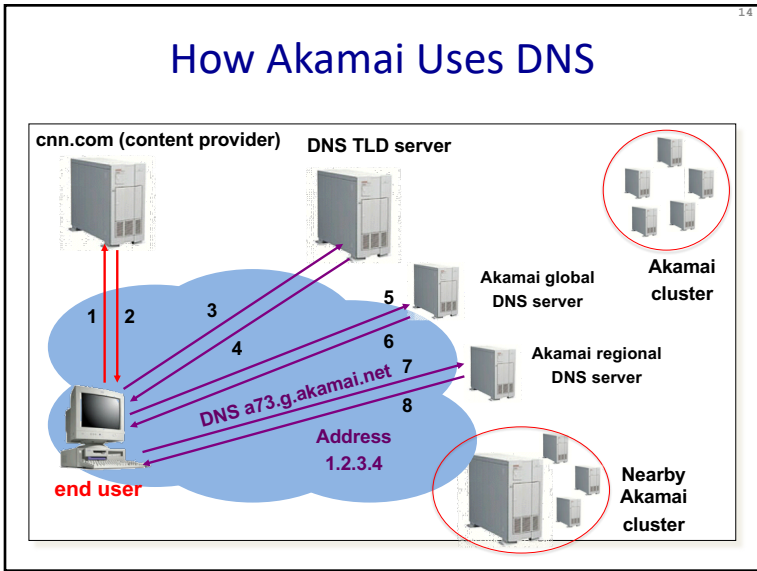 14
How Akamai Uses DNS
cnn.com (content provider)
DNS TLD server
Akamai
cluster
Akamai global
DNS server
1
2
3
4
5
6
Akamai regional
DNS server
7
DNS a73.g.akamai.net
8
Address
1.2.3.4
end user
Nearby
Akamai
cluster